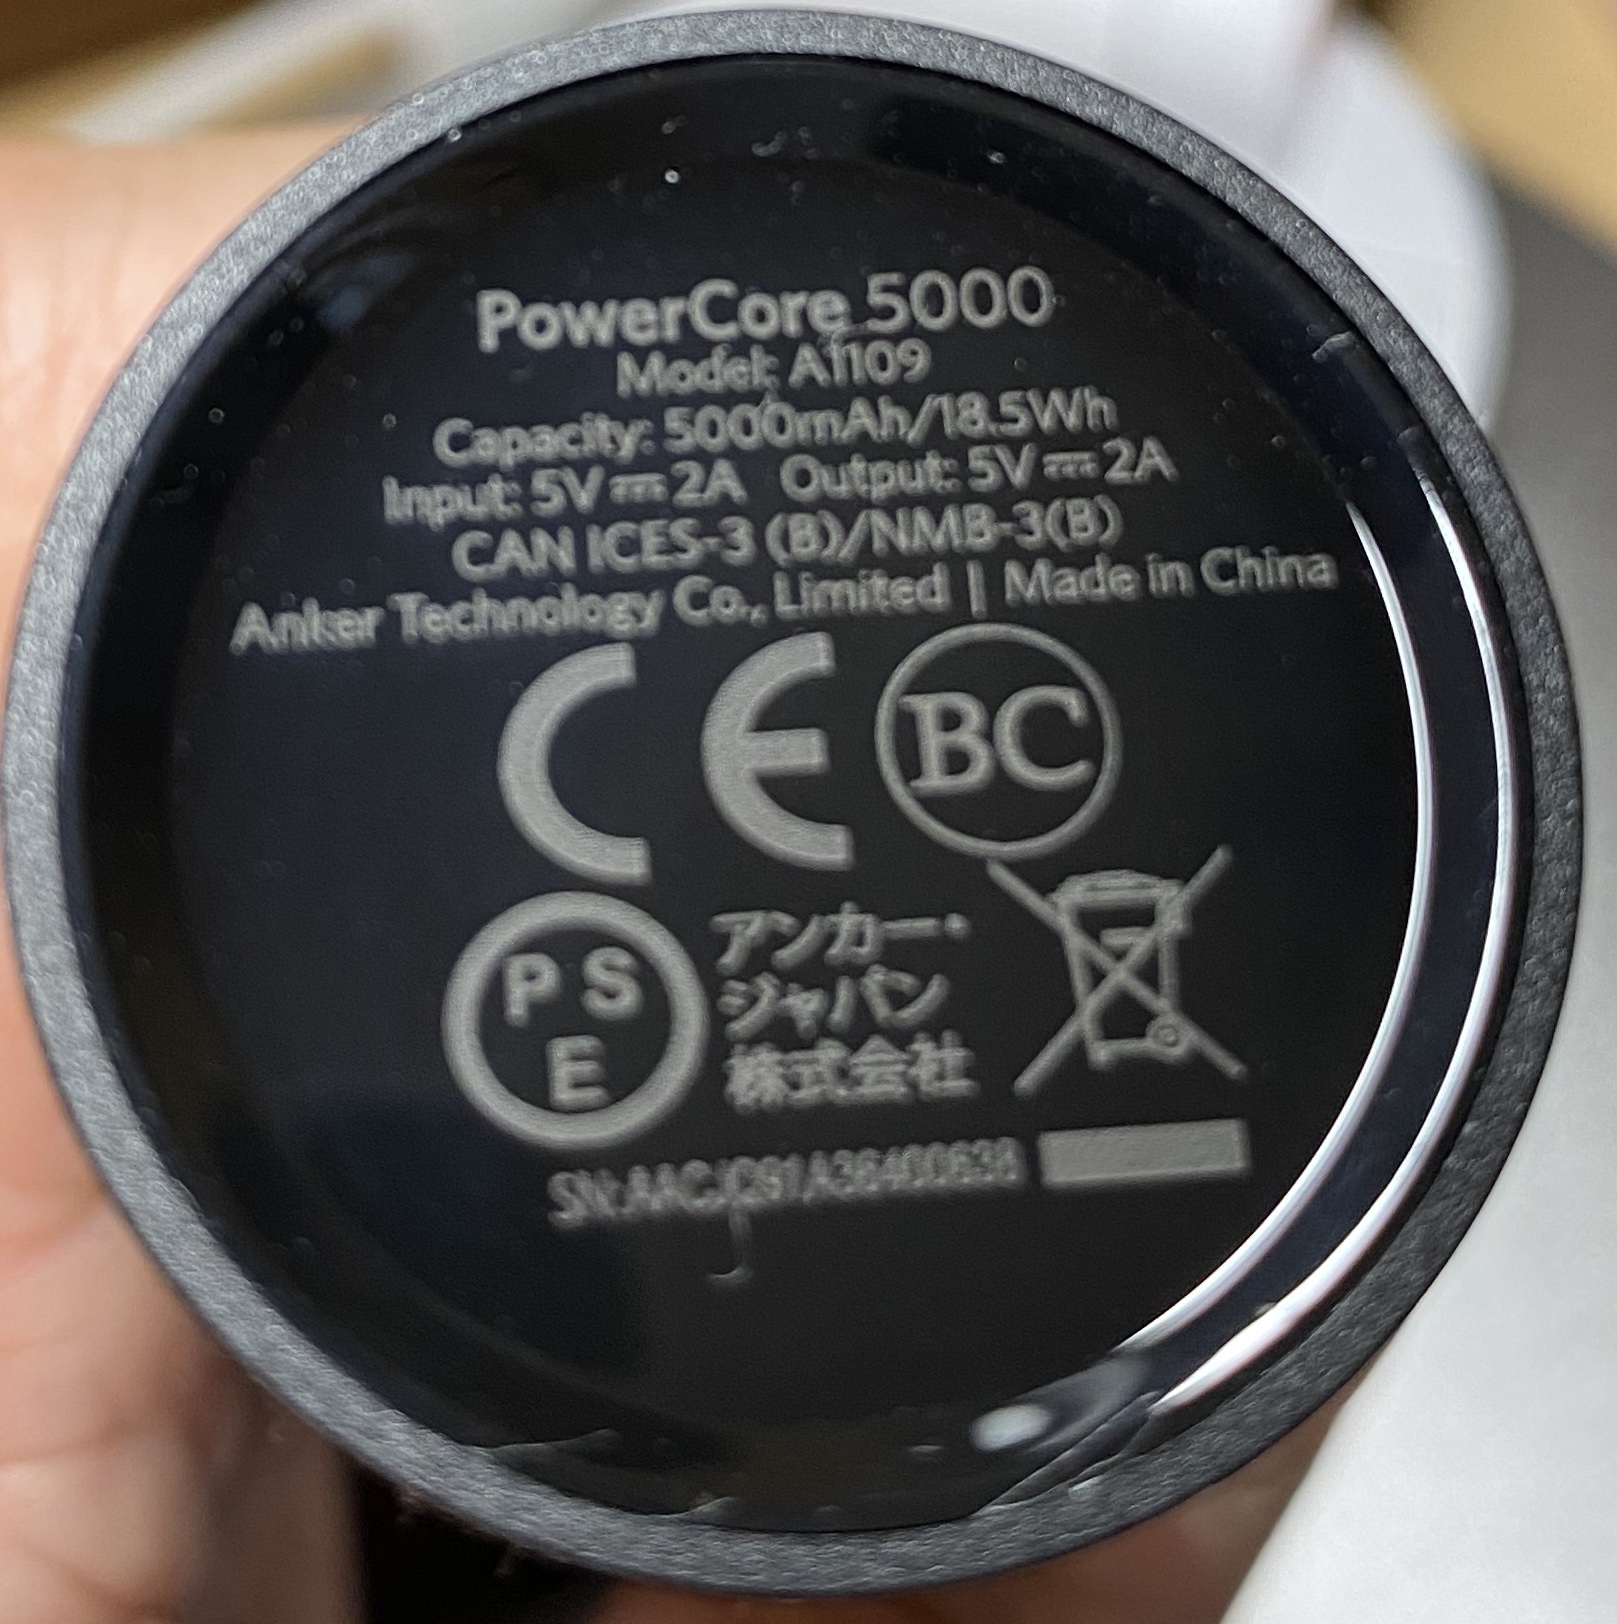 PowerCore 5000
Model: A1109
Capacity: 5000mAh/18.5Wh
Input: 5V⎓2A Output: 5V⎓2A
CAN ICES-3 (B)/NMB-3(B)
Anker Technology Co., Limited | Made in China
CE BC
PSE
アンカー・
ジャパン
株式会社